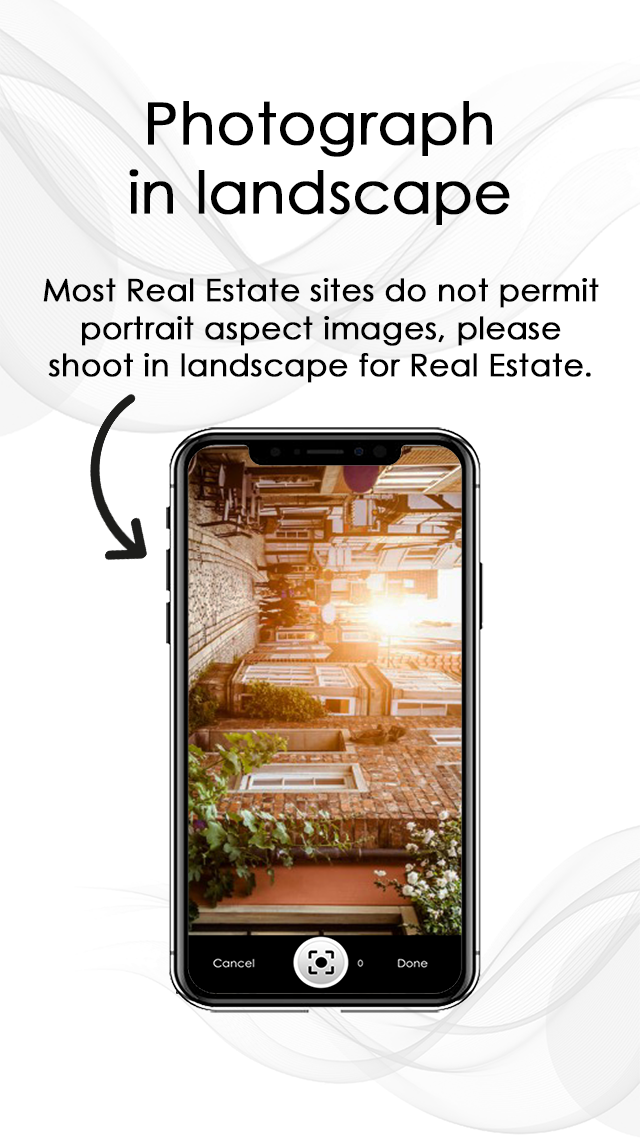 Photograph
in landscape
Most Real Estate sites do not permit
portrait aspect images, please
shoot in landscape for Real Estate.
Cancel 0 Done